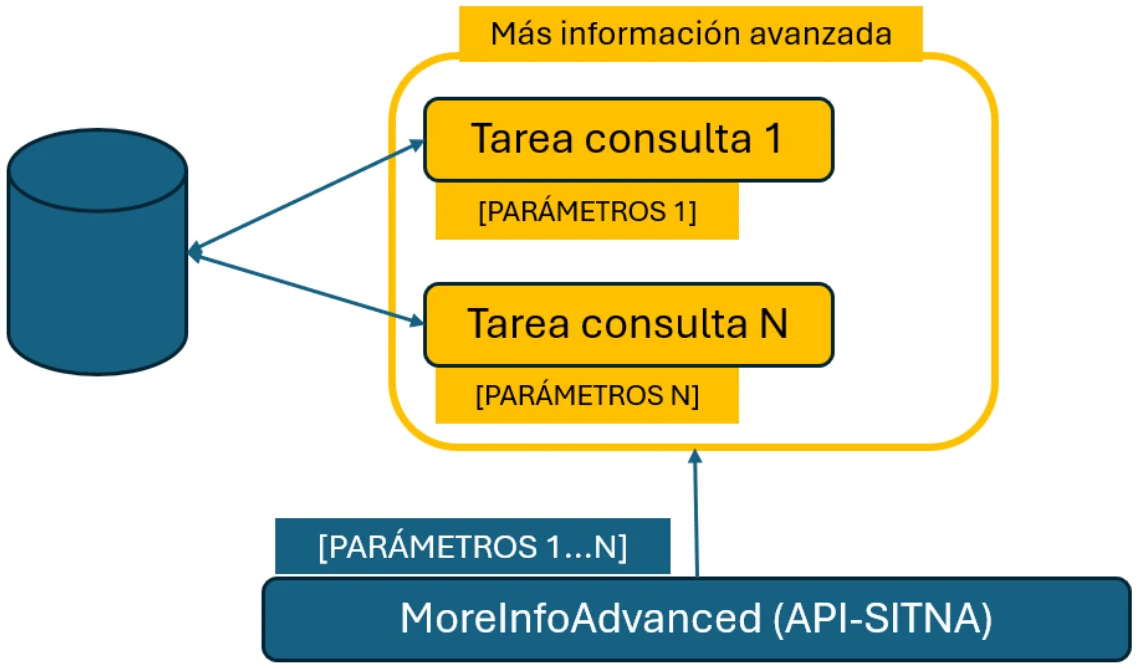 Más información avanzada
Tarea consulta 1
[PARÁMETROS 1]
Tarea consulta N
[PARÁMETROS N]
[PARÁMETROS 1...N]
MoreInfoAdvanced (API-SITNA)